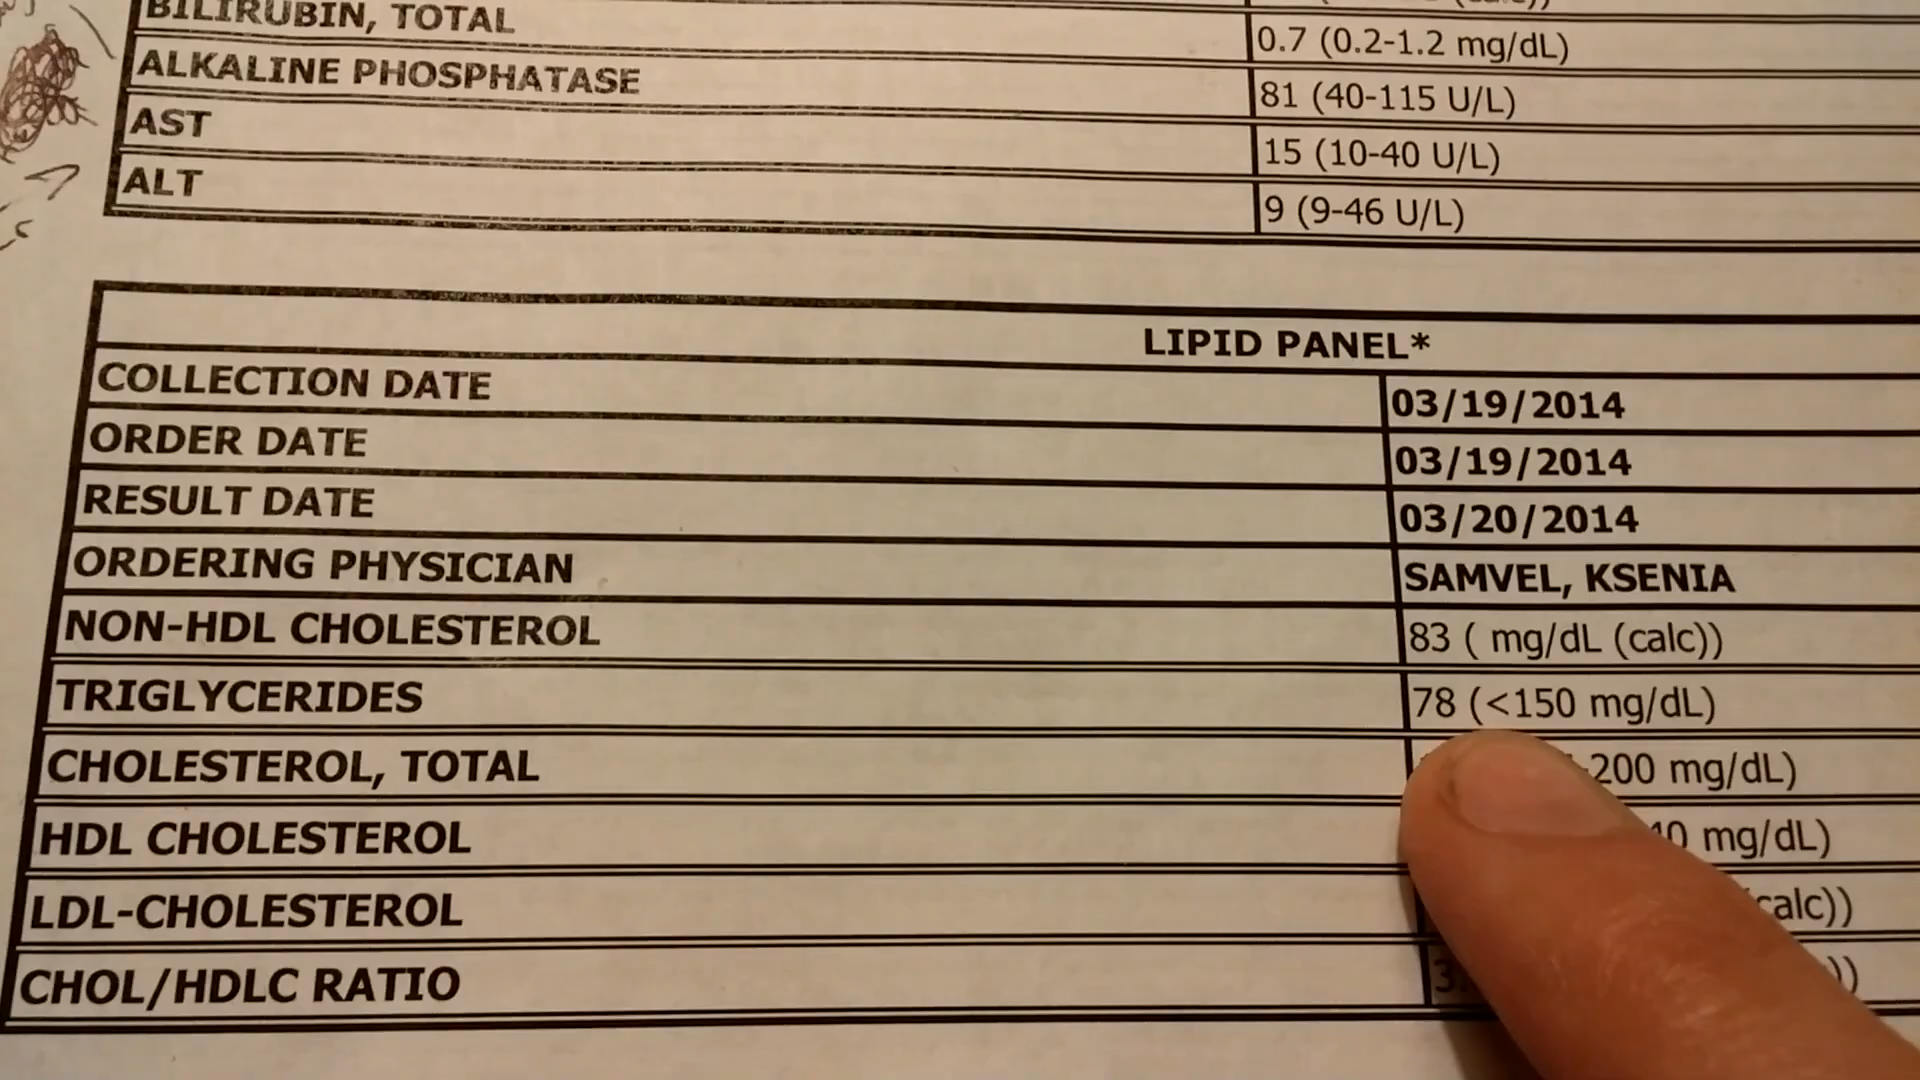 BILIRUBIN, TOTAL 0.7 (0.2-1.2 mg/dL)
ALKALINE PHOSPHATASE 81 (40-115 U/L)
AST 15 (10-40 U/L)
ALT 9 (9-46 U/L)
LIPID PANEL*
COLLECTION DATE 03/19/2014
ORDER DATE 03/19/2014
RESULT DATE 03/20/2014
ORDERING PHYSICIAN SAMVEL, KSENIA
NON-HDL CHOLESTEROL 83 ( mg/dL (calc))
TRIGLYCERIDES 78 (<150 mg/dL)
CHOLESTEROL, TOTAL 200 mg/dL)
HDL CHOLESTEROL mg/dL)
LDL-CHOLESTEROL
CHOL/HDLC RATIO